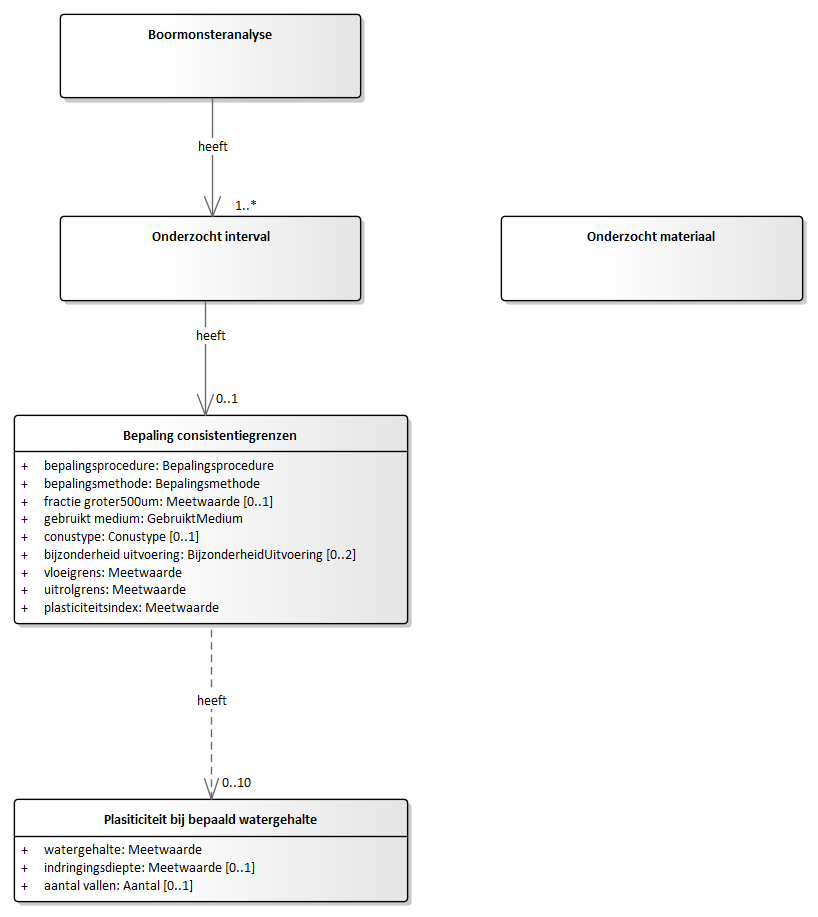 Boormonsteranalyse
heeft
1..*
Onderzocht interval
Onderzocht materiaal
heeft
0..1
Bepaling consistentiegrenzen
+ bepalingsprocedure: Bepalingsprocedure
+ bepalingsmethode: Bepalingsmethode
+ fractie groter500um: Meetwaarde [0..1]
+ gebruikt medium: GebruiktMedium
+ conustype: Conustype [0..1]
+ bijzonderheid uitvoering: BijzonderheidUitvoering [0..2]
+ vloeigrens: Meetwaarde
+ uitrolgrens: Meetwaarde
+ plasticiteitsindex: Meetwaarde
heeft
0..10
Plasiticiteit bij bepaald watergehalte
+ watergehalte: Meetwaarde
+ indringingsdiepte: Meetwaarde [0..1]
+ aantal vallen: Aantal [0..1]